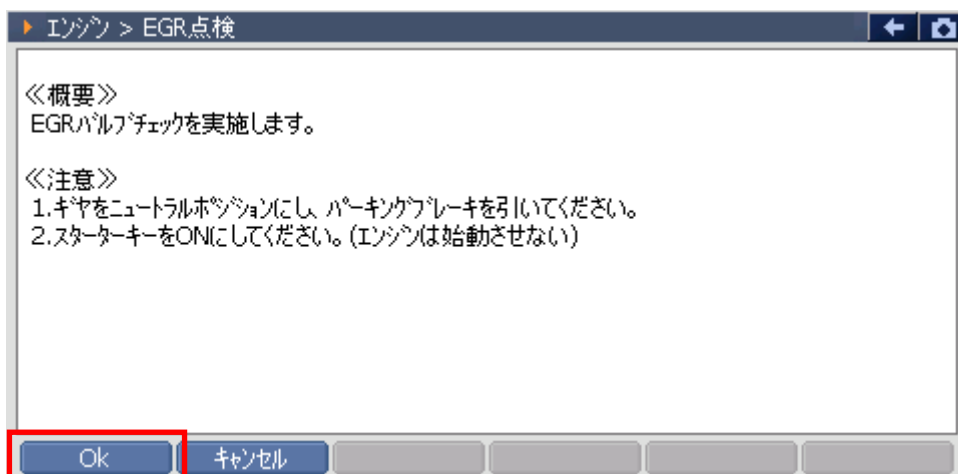 エンジン > EGR点検
≪概要≫
EGRバルブチェックを実施します。
≪注意≫
1.ギヤをニュートラルポジションにし、パーキングブレーキを引いてください。
2.スターターキーをONにしてください。(エンジンは始動させない)
Ok キャンセル